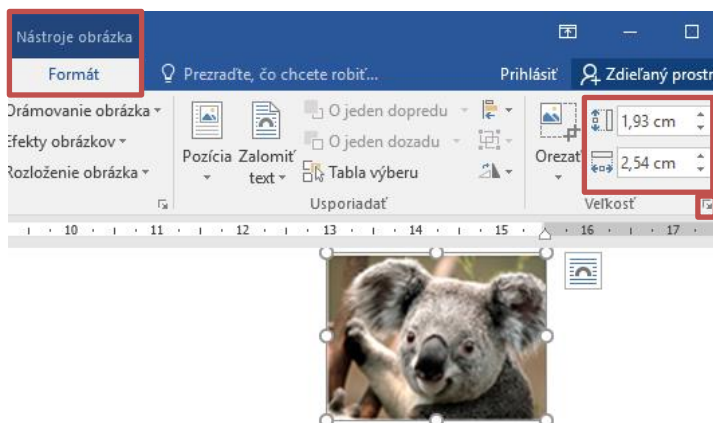 Nástroje obrázka
Formát
Prezraďte, čo chcete robiť...
Prihlásiť
Zdieľaný prostr
Orámovanie obrázka
Efekty obrázkov
Rozloženie obrázka
Pozícia
Zalomiť
text
O jeden dopredu
O jeden dozadu
Tabla výberu
Usporiadať
Orezať
1,93 cm
2,54 cm
Veľkosť
10 11 12 13 14 15 16 17